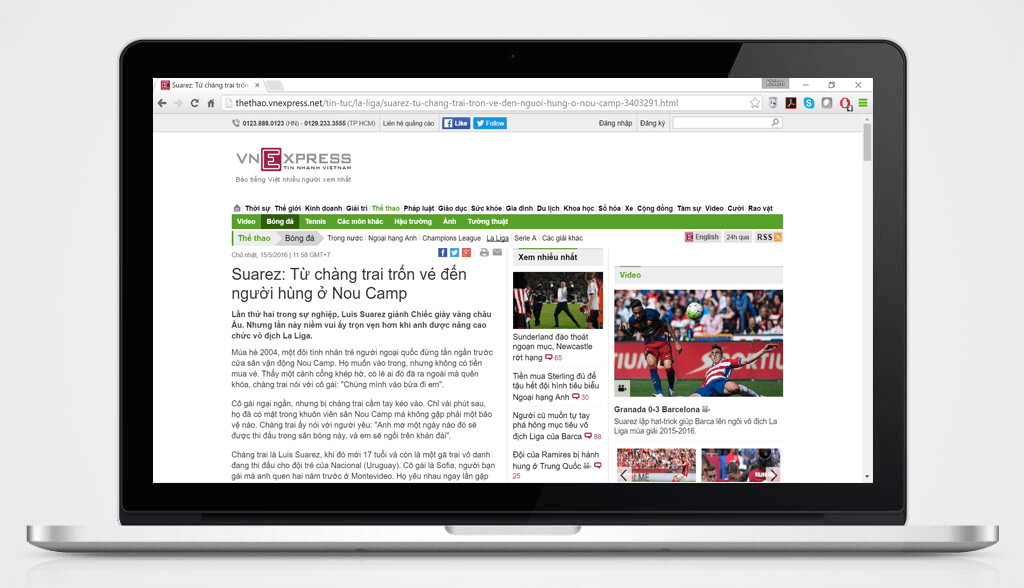 Suarez: Từ chàng trai trốn
Khiem
thethao.vnexpress.net/tin-tuc/la-liga/suarez-tu-chang-trai-tron-ve-den-nguoi-hung-o-nou-camp-3403291.html
0123.888.0123 (HN) - 0129.233.3555 (TP HCM) Liên hệ quảng cáo Like Follow Đăng nhập Đăng ký
VNEXPRESS
TIN NHANH VIỆT NAM
Báo tiếng Việt nhiều người xem nhất
Thời sự Thế giới Kinh doanh Giải trí Thể thao Pháp luật Giáo dục Sức khỏe Gia đình Du lịch Khoa học Số hóa Xe Cộng đồng Tâm sự Video Cười Rao vặt
Video Bóng đá Tennis Các môn khác Hậu trường Ảnh Tường thuật
Thể thao Bóng đá Trong nước Ngoại hạng Anh Champions League La Liga Serie A Các giải khác English 24h qua RSS
Chủ nhật, 15/5/2016 | 11:58 GMT+7
Suarez: Từ chàng trai trốn vé đến
người hùng ở Nou Camp
Lần thứ hai trong sự nghiệp, Luis Suarez giành Chiếc giày vàng châu
Âu. Nhưng lần này niềm vui ấy trọn vẹn hơn khi anh được nâng cao
chức vô địch La Liga.
Mùa hè 2004, một đôi tình nhân trẻ người ngoại quốc đứng tần ngần trước
cửa sân vận động Nou Camp. Họ muốn vào trong, nhưng không có tiền
mua vé. Thấy một cánh cổng khép hờ, có lẽ ai đó đã ra ngoài mà quên
khóa, chàng trai nói với cô gái: "Chúng mình vào bừa đi em".
Cô gái ngại ngần, nhưng bị chàng trai cầm tay kéo vào. Chỉ vài phút sau,
họ đã có mặt trong khuôn viên sân Nou Camp mà không gặp phải một bảo
vệ nào. Chàng trai ấy nói với người yêu: "Anh mơ một ngày nào đó sẽ
được thi đấu trong sân bóng này, và em sẽ ngồi trên khán đài".
Chàng trai là Luis Suarez, khi đó mới 17 tuổi và còn là một gã trai vô danh
đang thi đấu cho đội trẻ của Nacional (Uruguay). Cô gái là Sofia, người bạn
gái mà anh quen hai năm trước ở Montevideo. Họ yêu nhau ngay lần gặp
Xem nhiều nhất
Sunderland đào thoát
ngoạn mục, Newcastle
rớt hạng 65
Tiền mua Sterling đủ để
tậu hết đội hình tiêu biểu
Ngoại hạng Anh 30
Người cũ muốn tự tay
phá hỏng mục tiêu vô
địch Liga của Barca 88
Đội của Ramires bị hành
hung ở Trung Quốc
25
Video
Granada 0-3 Barcelona
Suarez lập hat-trick giúp Barca lên ngôi vô địch La
Liga mùa giải 2015-2016.